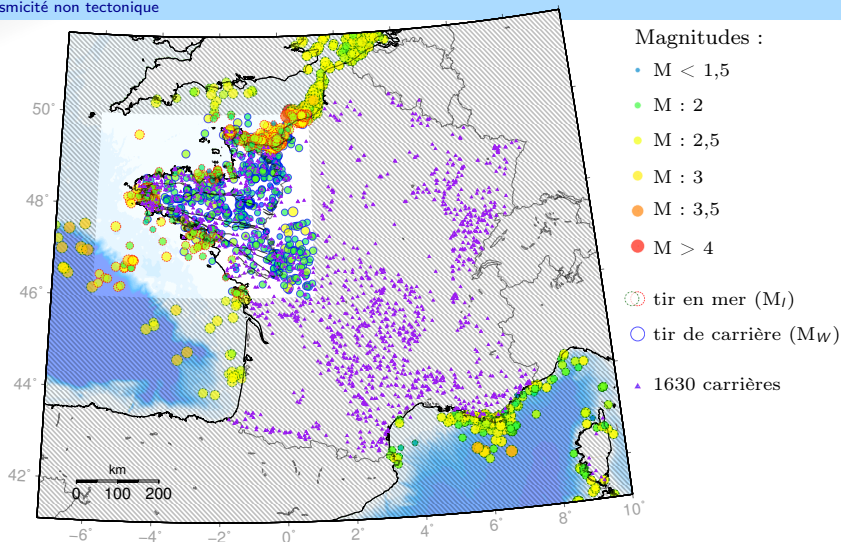 smicité non tectonique
Magnitudes :
M < 1,5
M : 2
M : 2,5
M : 3
M : 3,5
M > 4
tir en mer (Ml)
tir de carrière (MW)
1630 carrières
50°
48°
46°
44°
42°
km
0 100 200
−6° −4° −2° 0° 2° 4° 6° 8° 10°